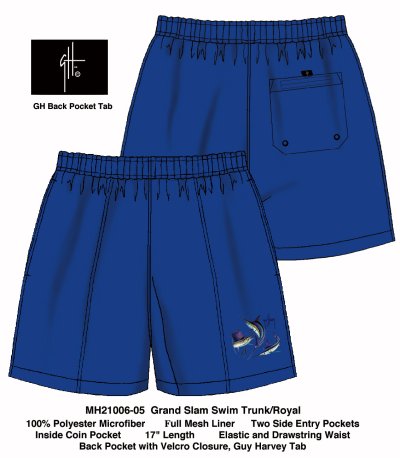 GH
GH Back Pocket Tab
MH21006-05 Grand Slam Swim Trunk/Royal
100% Polyester Microfiber Full Mesh Liner Two Side Entry Pockets
Inside Coin Pocket 17" Length Elastic and Drawstring Waist
Back Pocket with Velcro Closure, Guy Harvey Tab